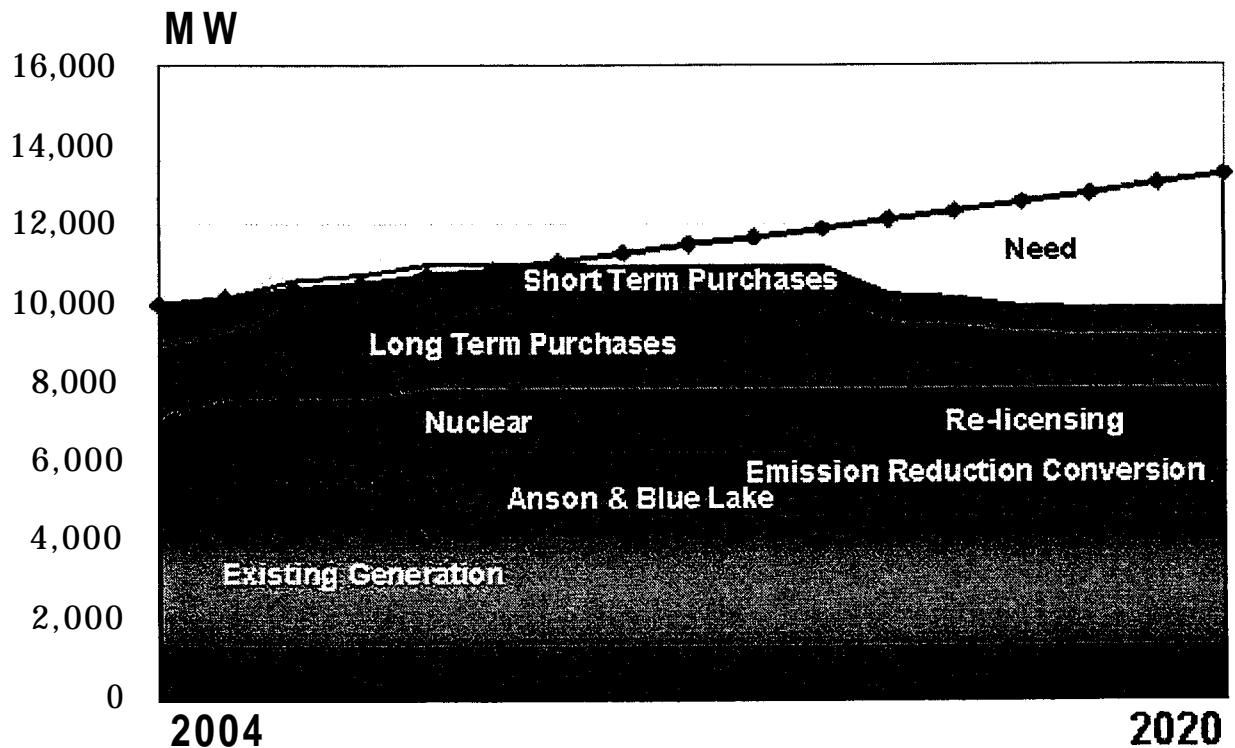 MW
16,000
14,000
12,000
Need
Short Term Purchases
10,000
Long Term Purchases
8,000
Nuclear
Re-licensing
6,000
Emission Reduction Conversion
Anson & Blue Lake
4,000
Existing Generation
2,000
0
2004
2020